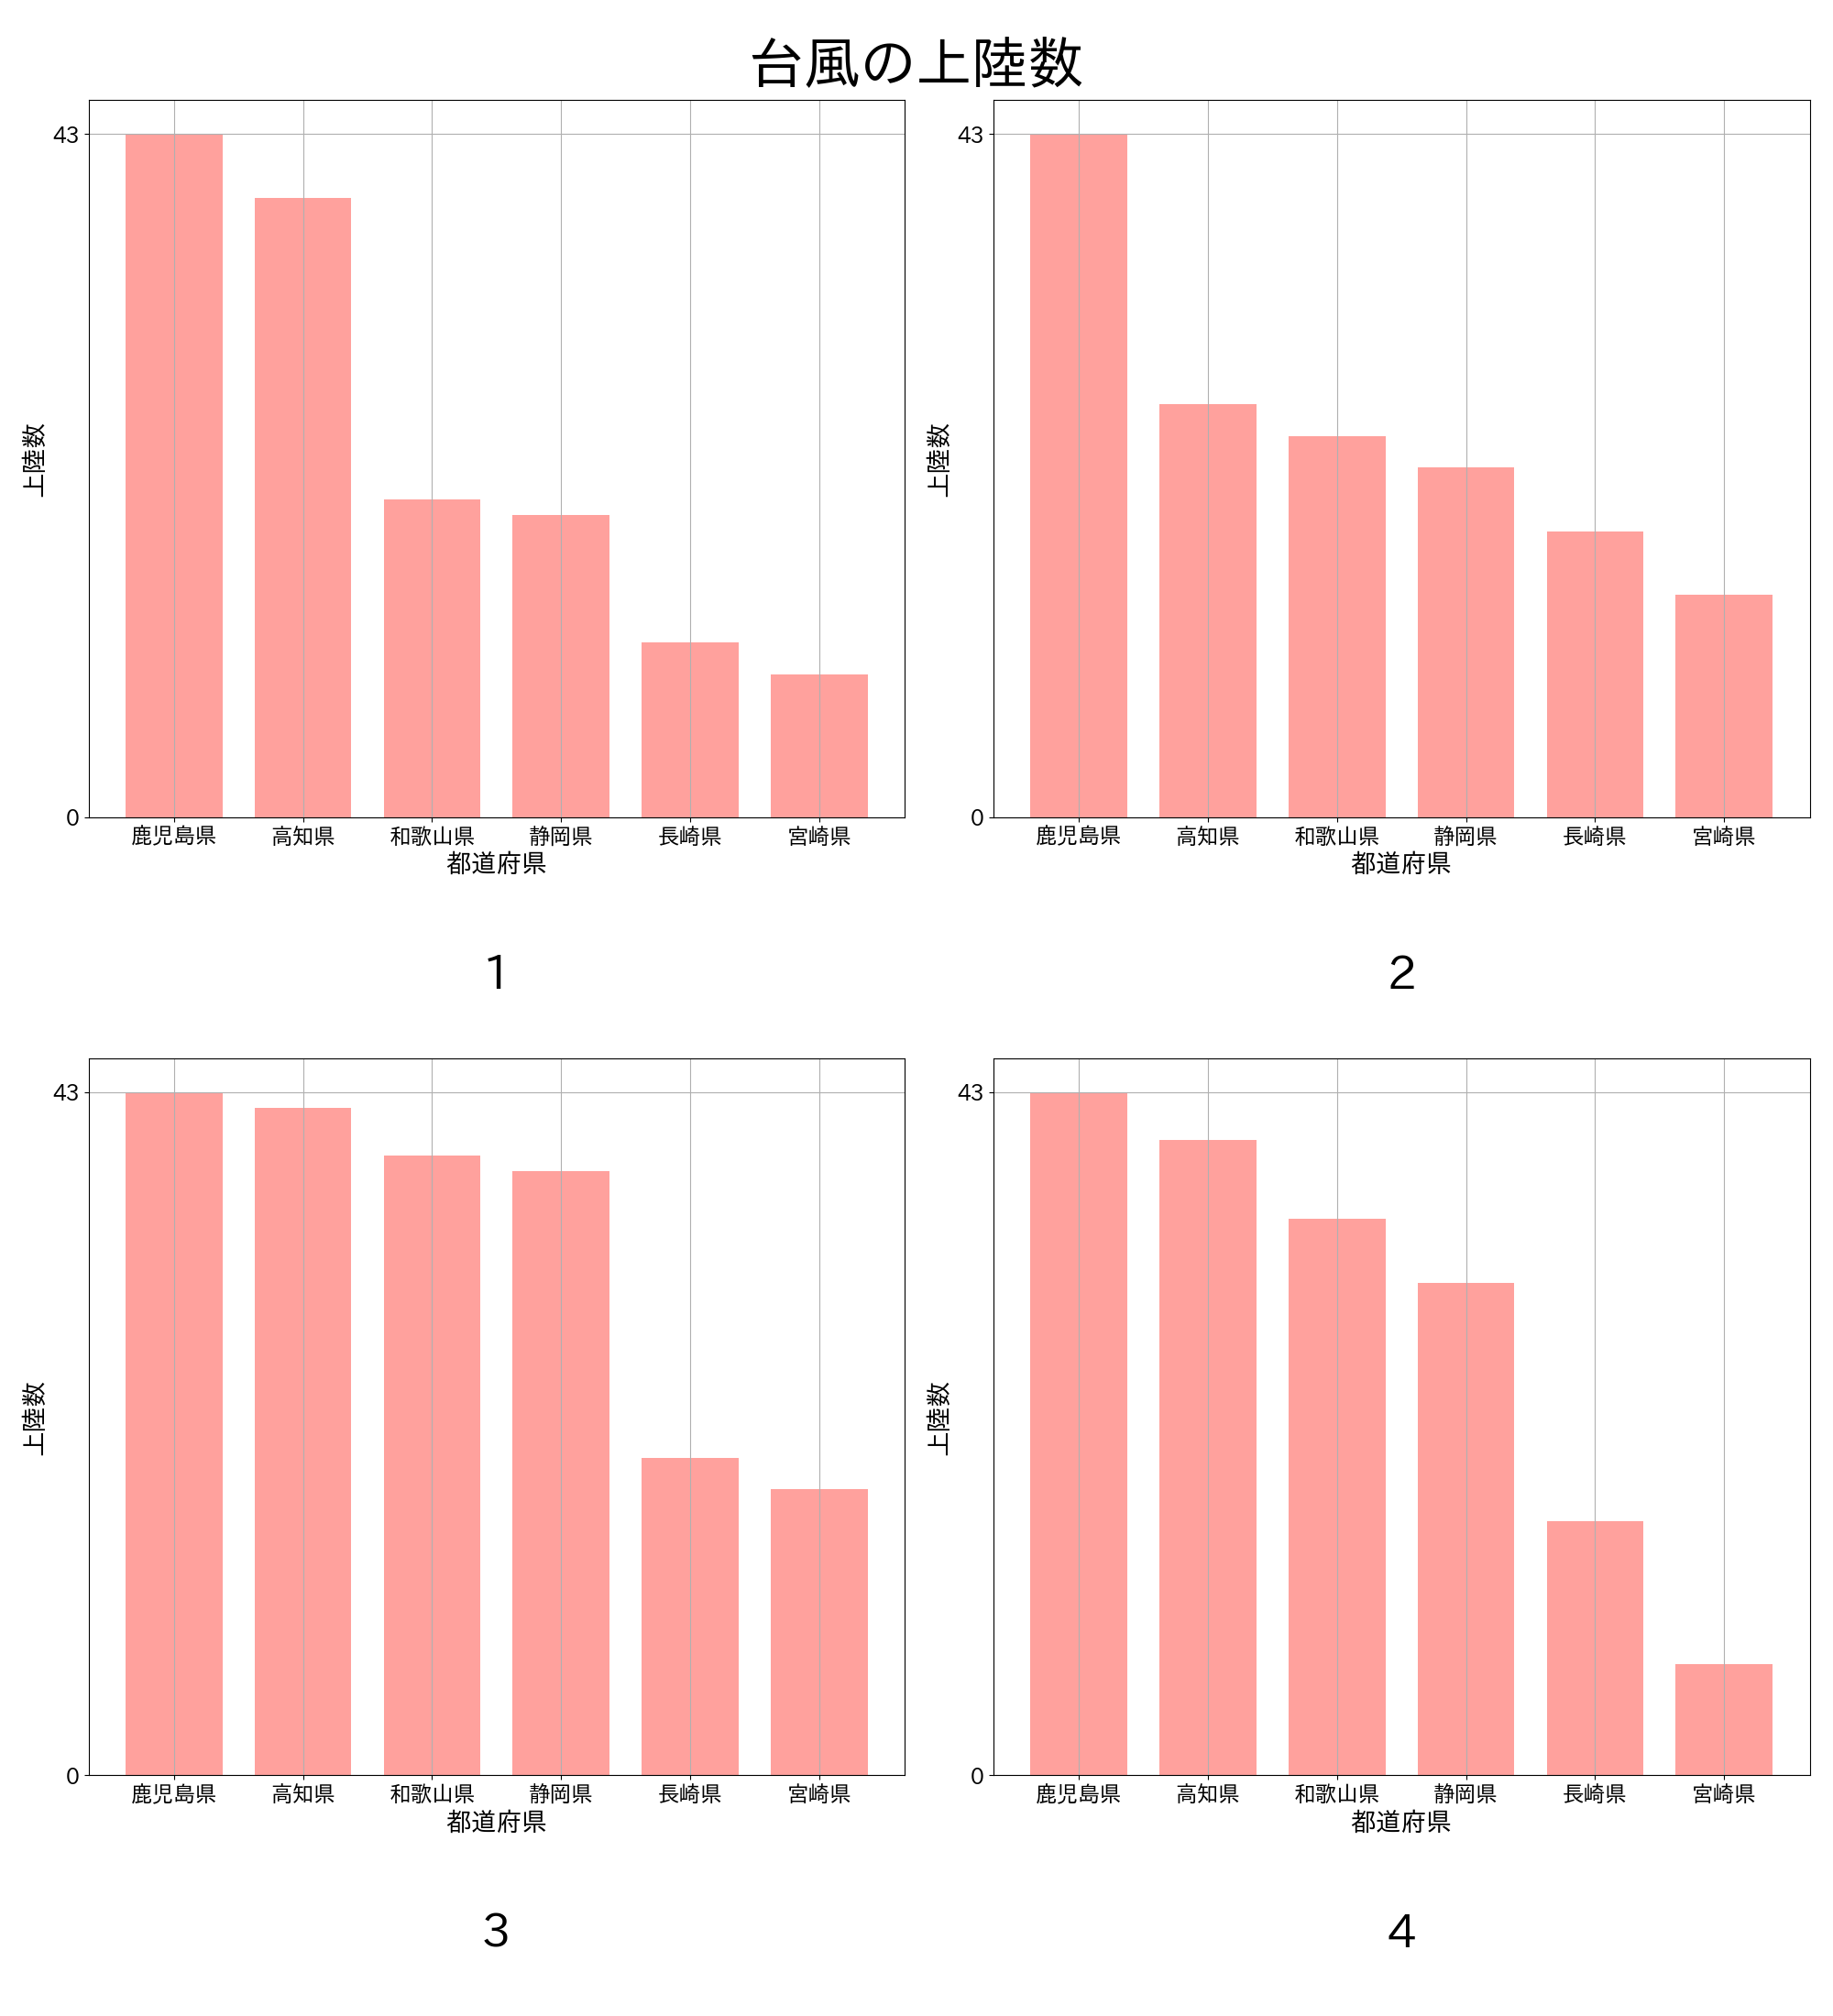 台風の上陸数
43
0
上陸数
鹿児島県 高知県 和歌山県 静岡県 長崎県 宮崎県
都道府県
1
43
0
上陸数
鹿児島県 高知県 和歌山県 静岡県 長崎県 宮崎県
都道府県
2
43
0
上陸数
鹿児島県 高知県 和歌山県 静岡県 長崎県 宮崎県
都道府県
3
43
0
上陸数
鹿児島県 高知県 和歌山県 静岡県 長崎県 宮崎県
都道府県
4